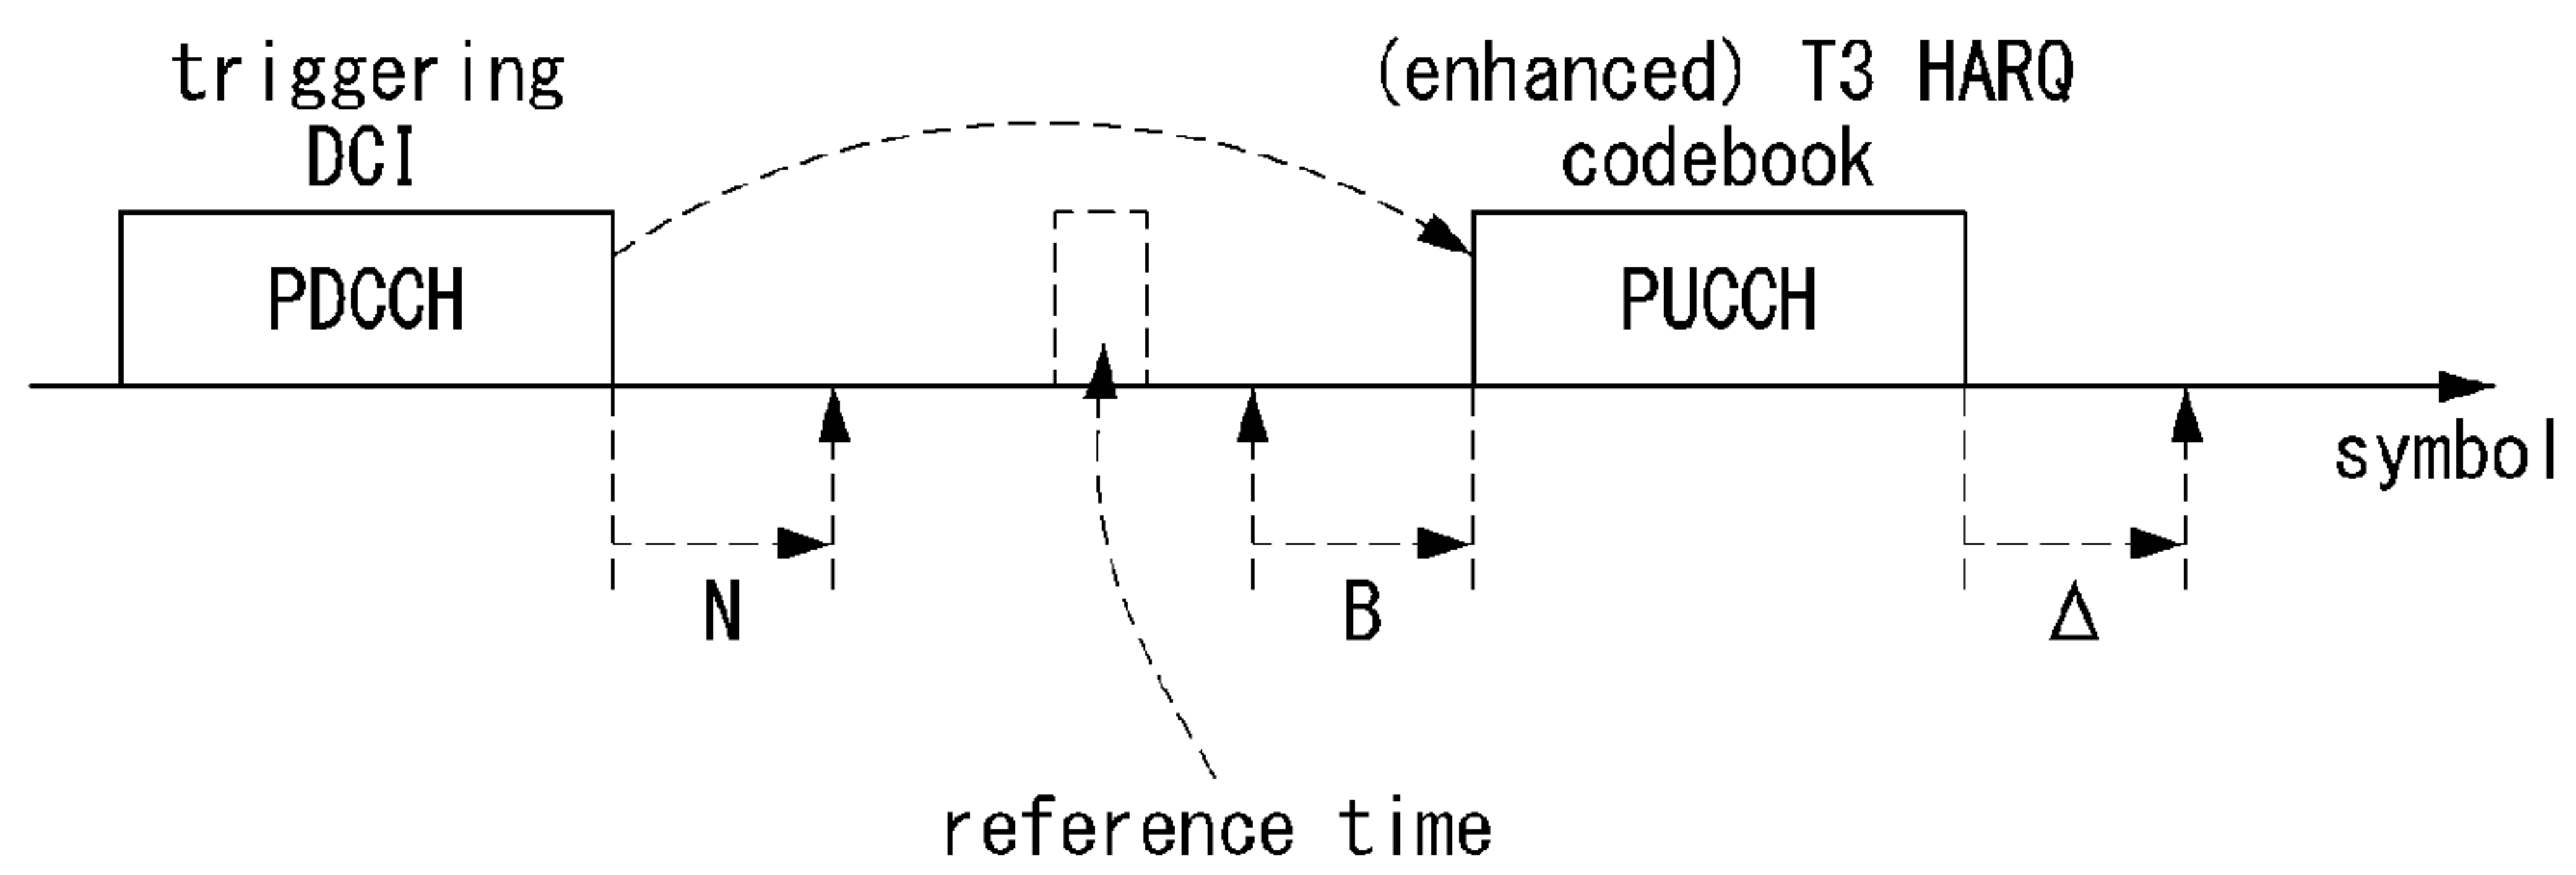 triggering
DCI
(enhanced) T3 HARQ
codebook
PDCCH
PUCCH
symbol
N
B
Δ
reference time